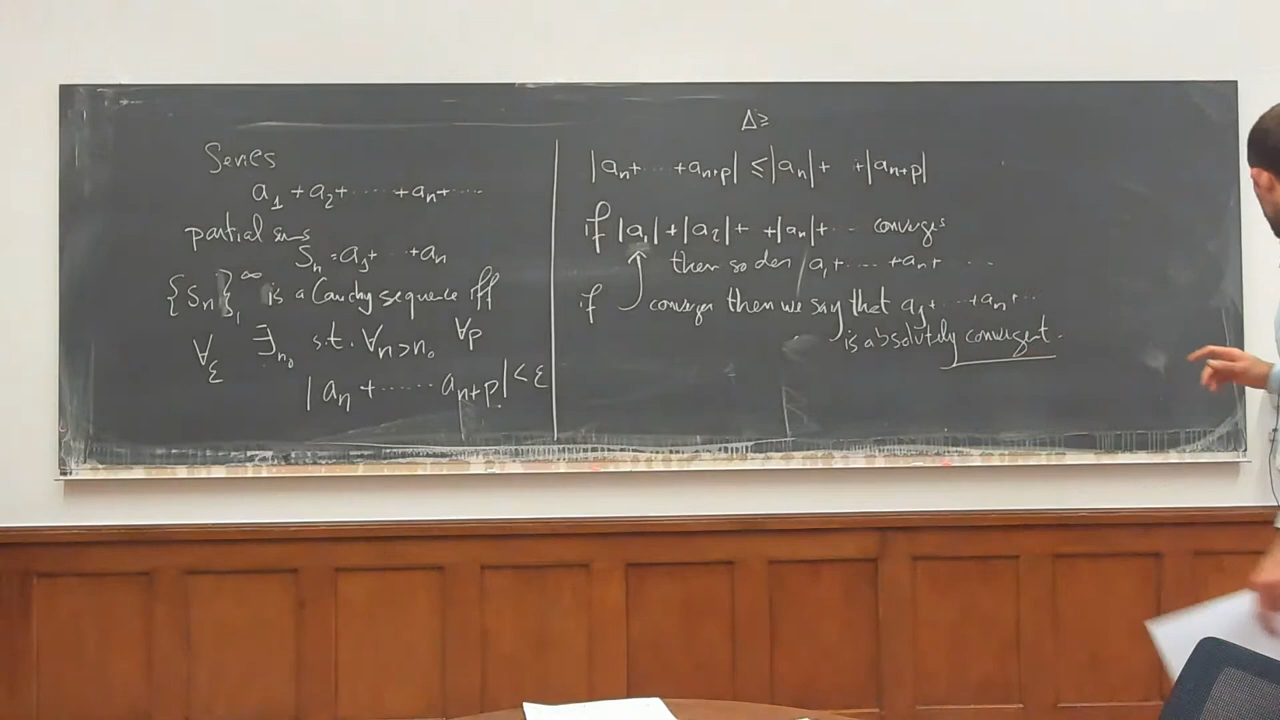 Series
a₁ + a₂ + ...... + aₙ + .....
partial sums
Sₙ = a₁ + .. + aₙ
{Sₙ}₁^∞ is a Cauchy sequence iff
∀ε ∃n₀ s.t. ∀n>n₀ ∀p
|aₙ + ...... aₙ₊ₚ| < ε
Δ≥
|aₙ + ... + aₙ₊ₚ| ≤ |aₙ| + + |aₙ₊ₚ|
if |a₁| + |a₂| + + |aₙ| + ... converges
then so does a₁ + .... + aₙ + ...
if converges then we say that a₁ + .. + aₙ + ...
is absolutely convergent.